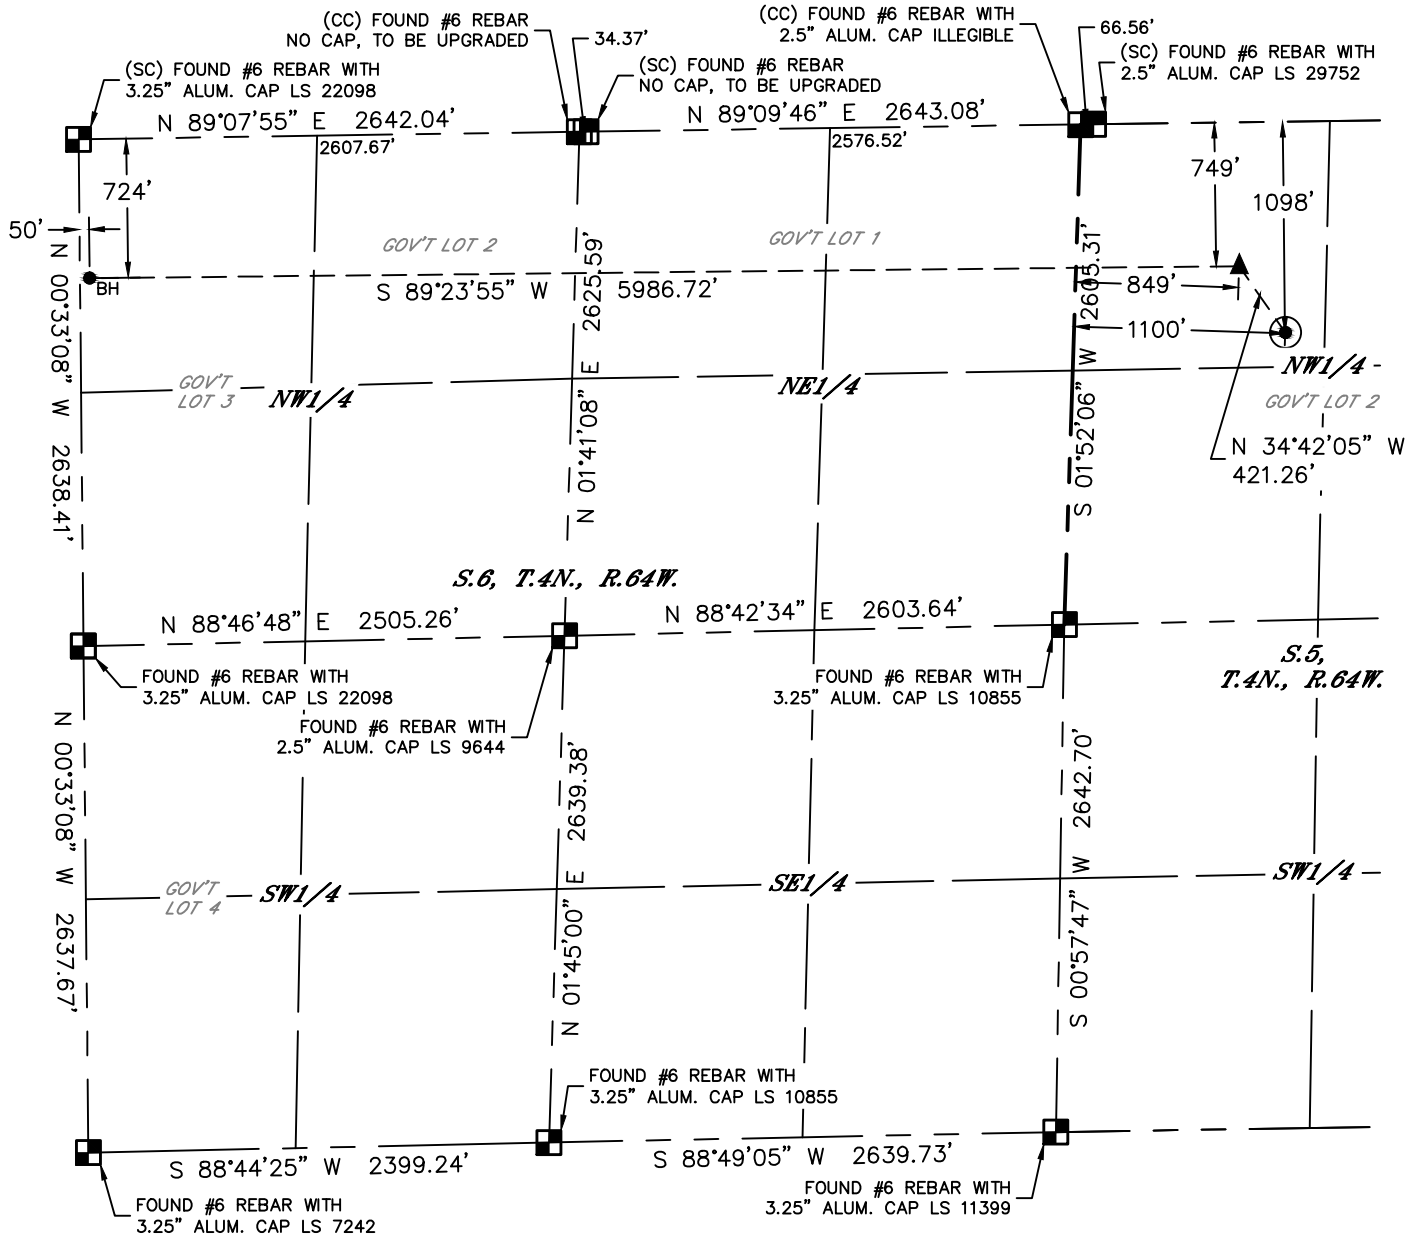 (CC) FOUND #6 REBAR
NO CAP, TO BE UPGRADED
34.37'
(CC) FOUND #6 REBAR WITH
2.5" ALUM. CAP ILLEGIBLE
66.56'
(SC) FOUND #6 REBAR WITH
3.25" ALUM. CAP LS 22098
(SC) FOUND #6 REBAR
NO CAP, TO BE UPGRADED
(SC) FOUND #6 REBAR WITH
2.5" ALUM. CAP LS 29752
N 89°07'55" E 2642.04'
2607.67'
N 89°09'46" E 2643.08'
2576.52'
724'
749'
1098'
50'
BH
GOV'T LOT 2
GOV'T LOT 1
S 89°23'55" W 5986.72'
849'
1100'
N 00°33'08" W 2638.41'
N 01°41'08" E 2625.59'
S 01°52'06" W 2605.31'
GOV'T
LOT 3
NW1/4
NE1/4
NW1/4
GOV'T LOT 2
N 34°42'05" W
421.26'
S.6, T.4N., R.64W.
N 88°46'48" E 2505.26'
N 88°42'34" E 2603.64'
S.5,
T.4N., R.64W.
FOUND #6 REBAR WITH
3.25" ALUM. CAP LS 22098
FOUND #6 REBAR WITH
2.5" ALUM. CAP LS 9644
FOUND #6 REBAR WITH
3.25" ALUM. CAP LS 10855
N 00°33'08" W 2637.67'
N 01°45'00" E 2639.38'
S 00°57'47" W 2642.70'
GOV'T
LOT 4
SW1/4
SE1/4
SW1/4
FOUND #6 REBAR WITH
3.25" ALUM. CAP LS 10855
S 88°44'25" W 2399.24'
S 88°49'05" W 2639.73'
FOUND #6 REBAR WITH
3.25" ALUM. CAP LS 7242
FOUND #6 REBAR WITH
3.25" ALUM. CAP LS 11399